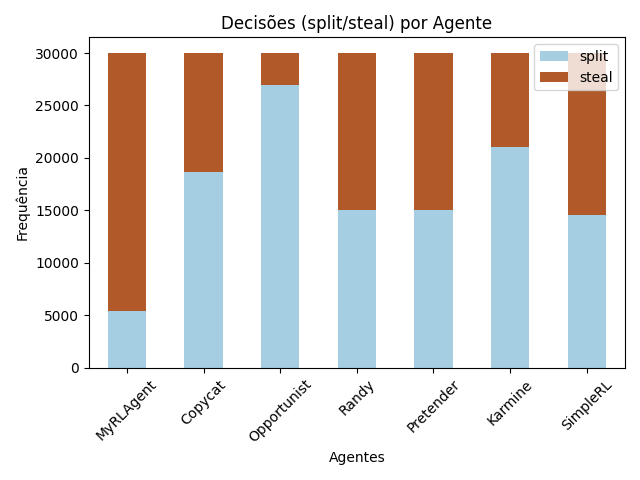 Decisões (split/steal) por Agente
split
steal
Frequência
30000
25000
20000
15000
10000
5000
0
MyRLAgent
Copycat
Opportunist
Randy
Pretender
Karmine
SimpleRL
Agentes